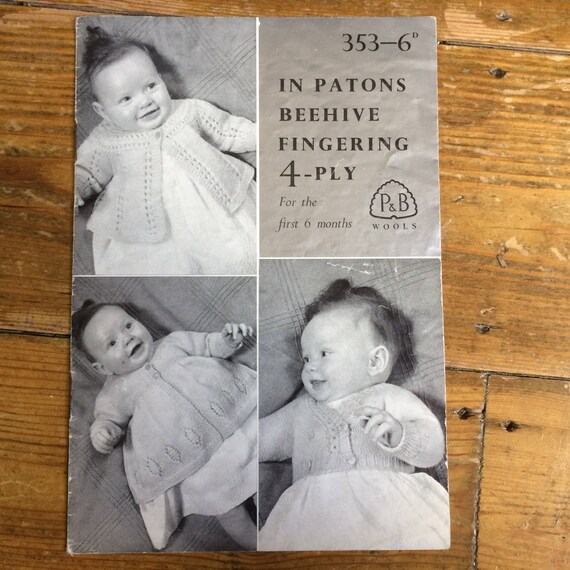 353—6ᴰ
IN PATONS
BEEHIVE
FINGERING
4-PLY
For the
first 6 months
P&B
WOOLS